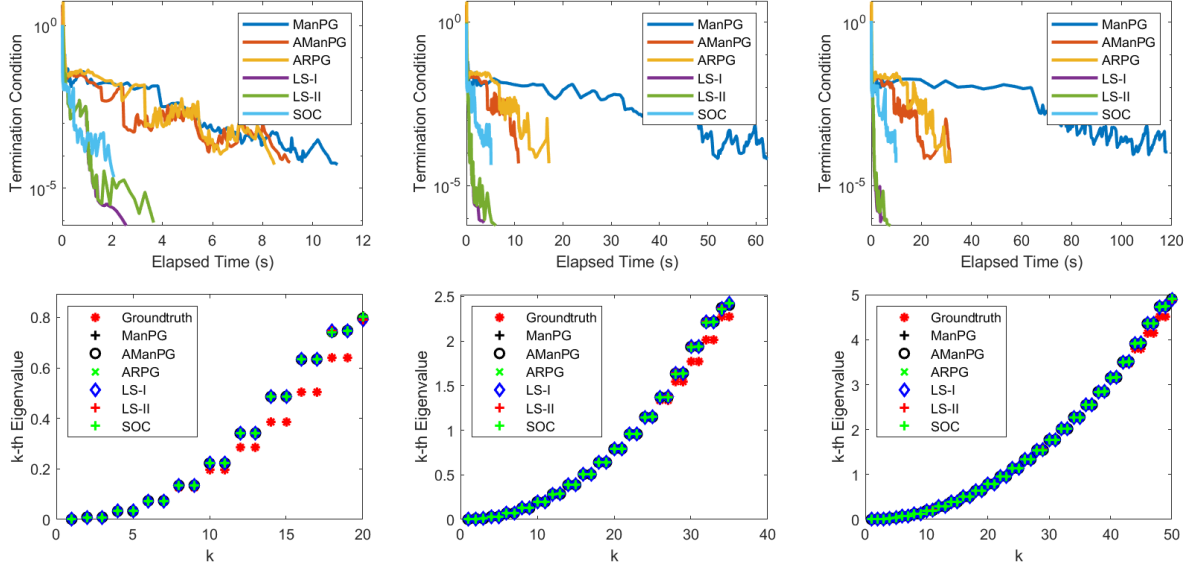 Termination Condition
10^0
10^-5
0 2 4 6 8 10 12
Elapsed Time (s)
ManPG
AManPG
ARPG
LS-I
LS-II
SOC
Termination Condition
10^0
10^-5
0 10 20 30 40 50 60
Elapsed Time (s)
ManPG
AManPG
ARPG
LS-I
LS-II
SOC
Termination Condition
10^0
10^-5
0 20 40 60 80 100 120
Elapsed Time (s)
ManPG
AManPG
ARPG
LS-I
LS-II
SOC
k-th Eigenvalue
0.8
0.6
0.4
0.2
0
0 5 10 15 20
k
Groundtruth
ManPG
AManPG
ARPG
LS-I
LS-II
SOC
k-th Eigenvalue
2.5
2
1.5
1
0.5
0
0 10 20 30 40
k
Groundtruth
ManPG
AManPG
ARPG
LS-I
LS-II
SOC
k-th Eigenvalue
5
4
3
2
1
0
0 10 20 30 40 50
k
Groundtruth
ManPG
AManPG
ARPG
LS-I
LS-II
SOC